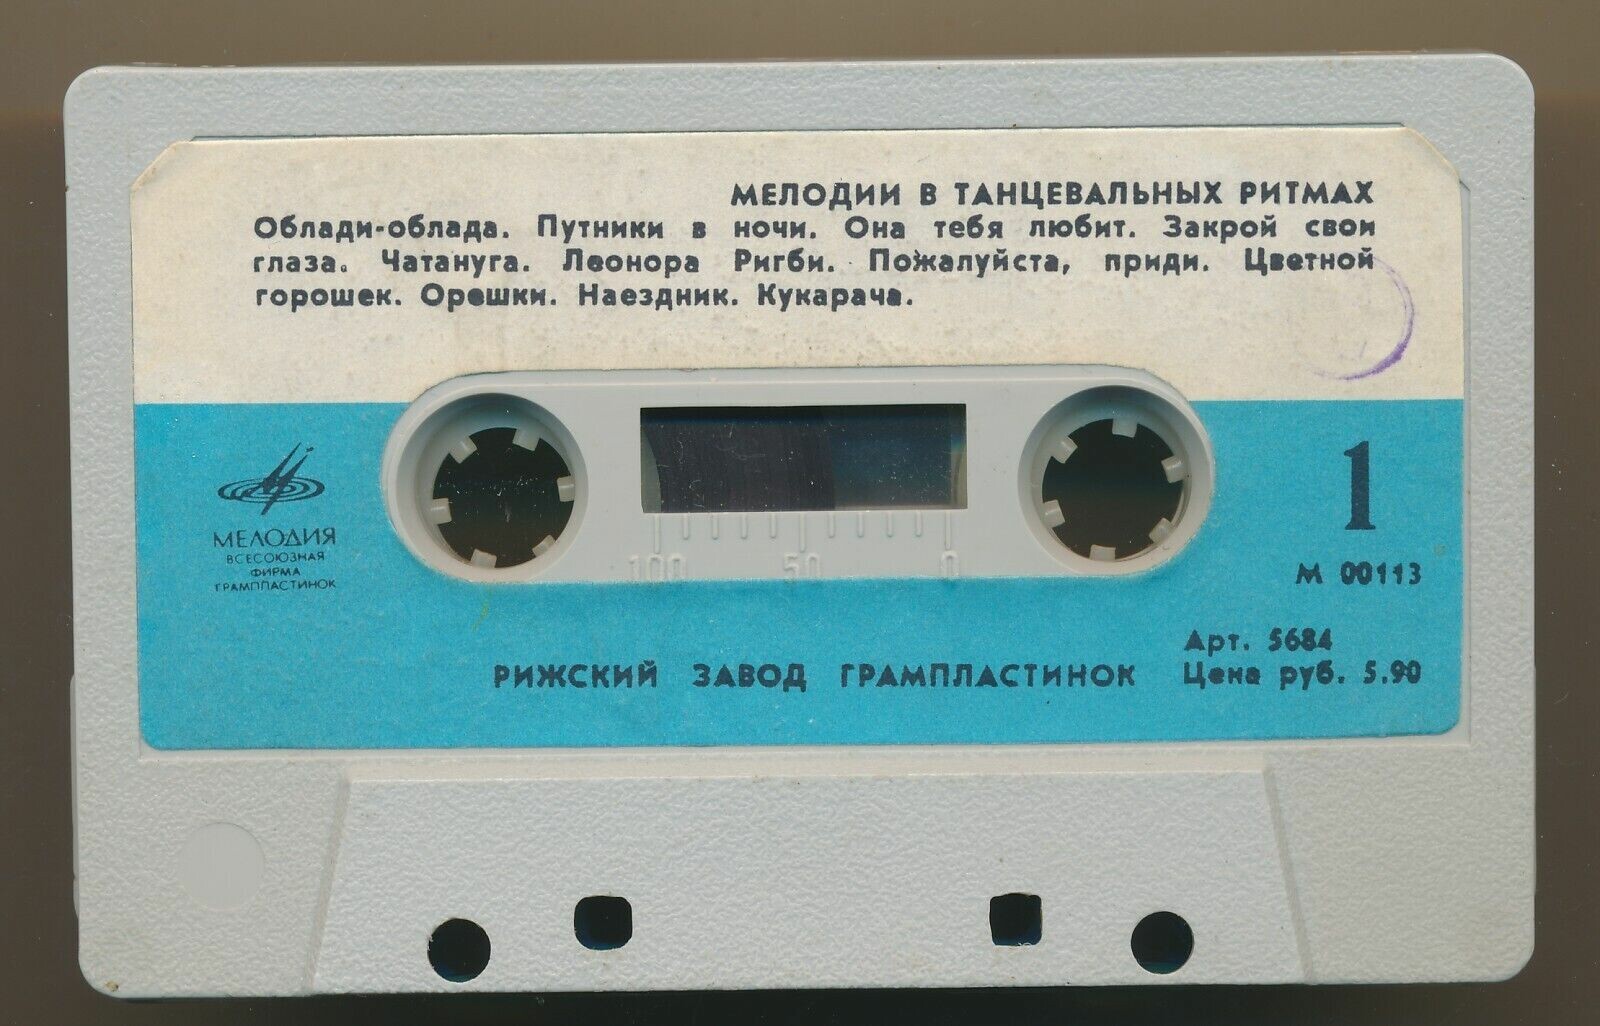 МЕЛОДИИ В ТАНЦЕВАЛЬНЫХ РИТМАХ
Облади-облада. Путники в ночи. Она тебя любит. Закрой свои
глаза. Чатануга. Леонора Ригби. Пожалуйста, приди. Цветной
горошек. Орешки. Наездник. Кукарача.
МЕЛОДИЯ
ВСЕСОЮЗНАЯ
ФИРМА
ГРАМПЛАСТИНОК
100 50 0
1
М 00113
Арт. 5684
РИЖСКИЙ ЗАВОД ГРАМПЛАСТИНОК Цена руб. 5.90